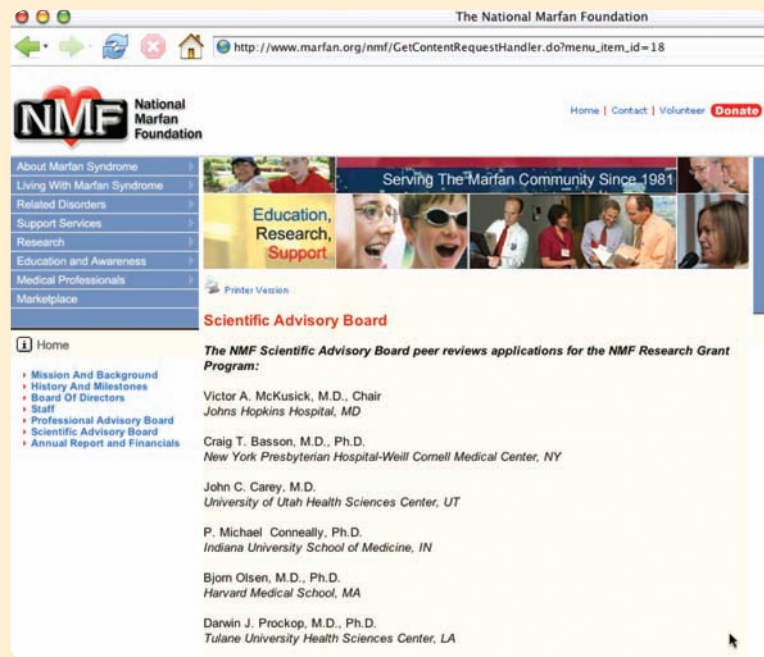 The National Marfan Foundation
http://www.marfan.org/nmf/GetContentRequestHandler.do?menu_item_id=18
NMF
National
Marfan
Foundation
Home | Contact | Volunteer Donate
About Marfan Syndrome
Living With Marfan Syndrome
Related Disorders
Support Services
Research
Education and Awareness
Medical Professionals
Marketplace
Serving The Marfan Community Since 1981
Education,
Research,
Support
Printer Version
i Home
Mission And Background
History And Milestones
Board Of Directors
Staff
Professional Advisory Board
Scientific Advisory Board
Annual Report and Financials
Scientific Advisory Board
The NMF Scientific Advisory Board peer reviews applications for the NMF Research Grant
Program:
Victor A. McKusick, M.D., Chair
Johns Hopkins Hospital, MD
Craig T. Basson, M.D., Ph.D.
New York Presbyterian Hospital-Weill Cornell Medical Center, NY
John C. Carey, M.D.
University of Utah Health Sciences Center, UT
P. Michael Conneally, Ph.D.
Indiana University School of Medicine, IN
Bjorn Olsen, M.D., Ph.D.
Harvard Medical School, MA
Darwin J. Prockop, M.D., Ph.D.
Tulane University Health Sciences Center, LA